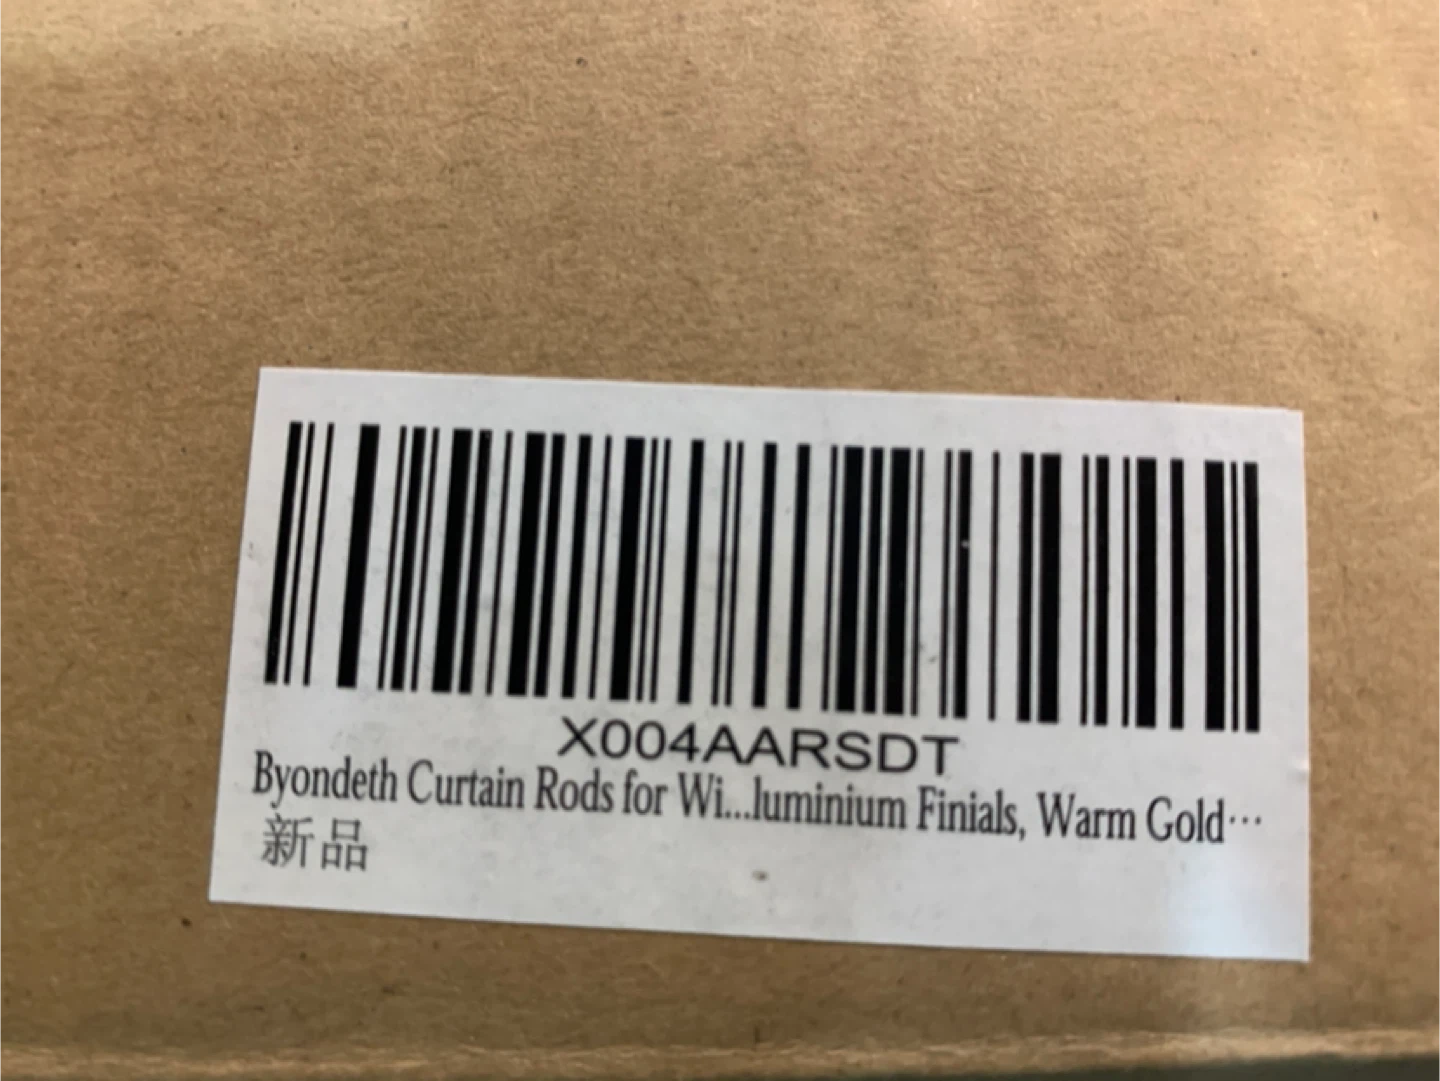 X004AARSDT
Byondeth Curtain Rods for Wi...luminium Finials, Warm Gold…
新品